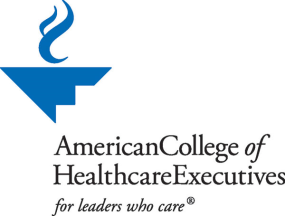 AmericanCollege of
HealthcareExecutives
for leaders who care®